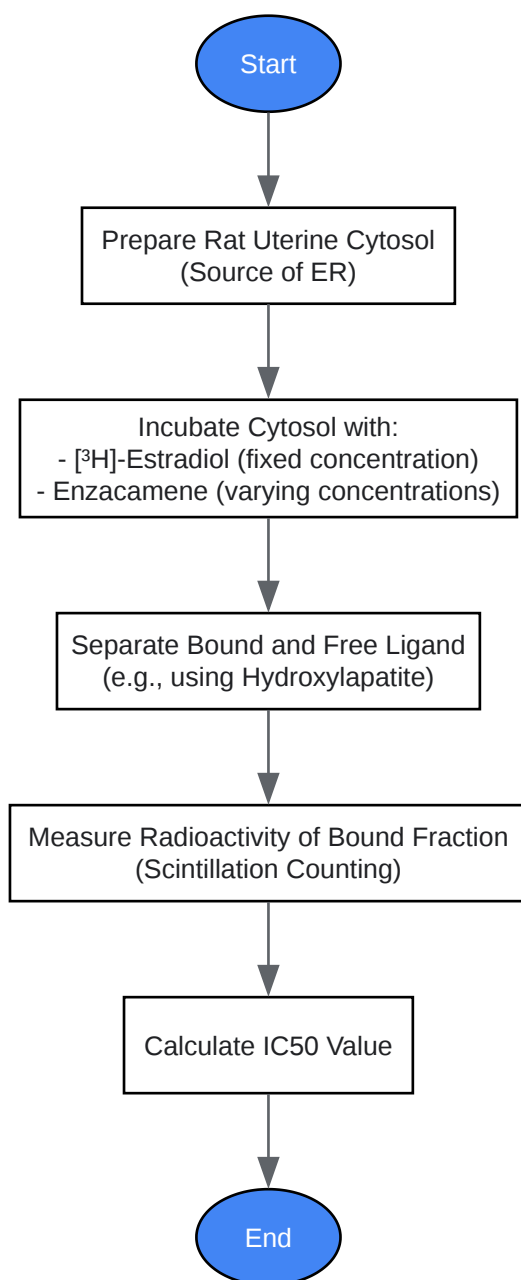 Start
Prepare Rat Uterine Cytosol
(Source of ER)
Incubate Cytosol with:
- [³H]-Estradiol (fixed concentration)
- Enzacamene (varying concentrations)
Separate Bound and Free Ligand
(e.g., using Hydroxylapatite)
Measure Radioactivity of Bound Fraction
(Scintillation Counting)
Calculate IC50 Value
End